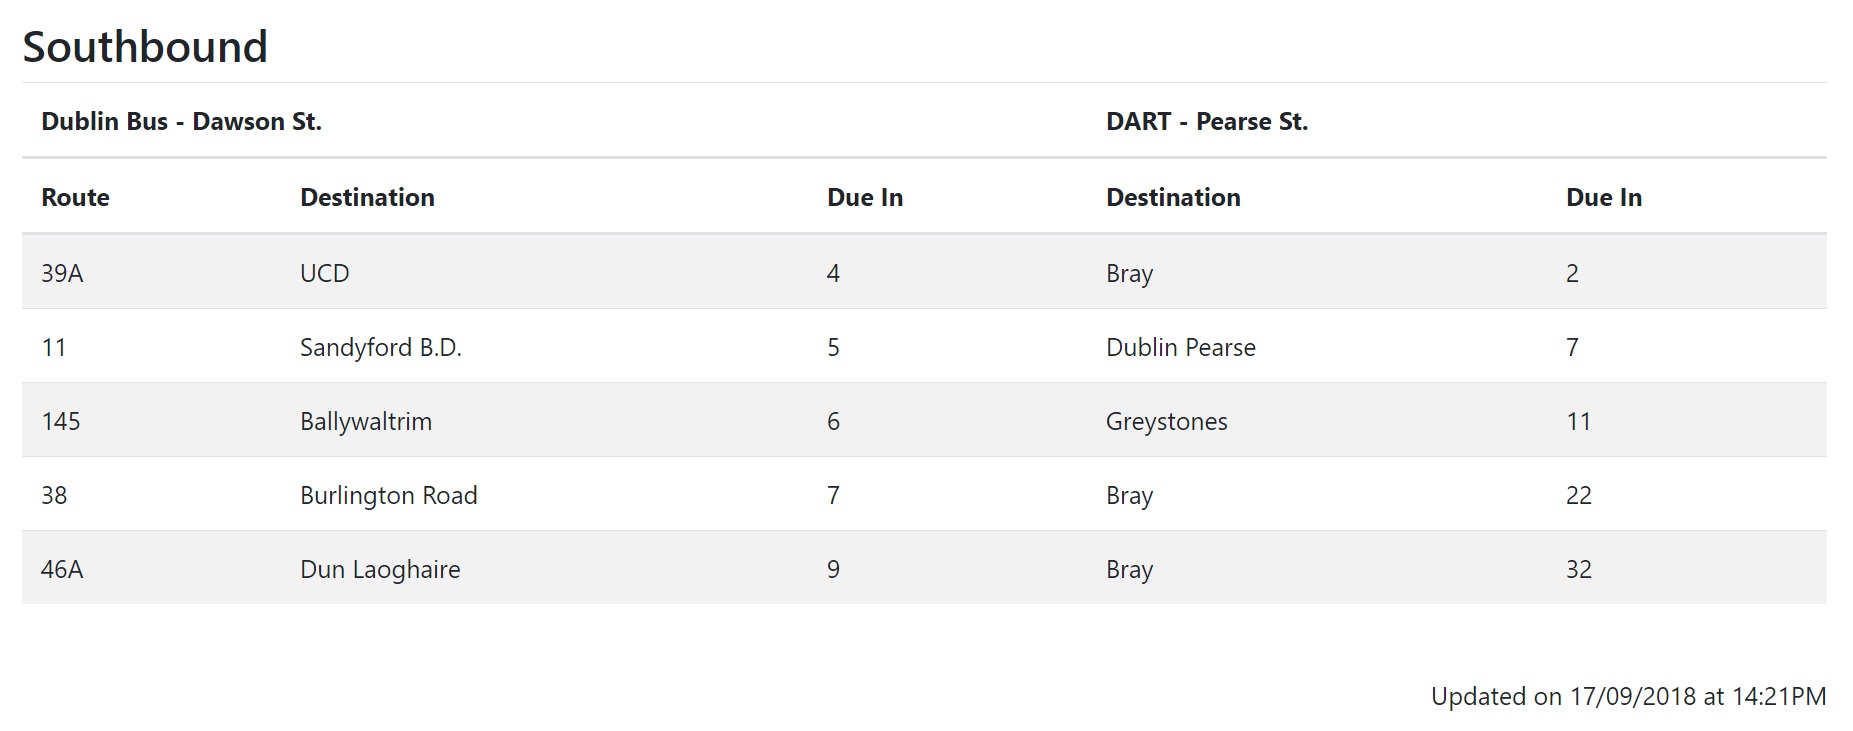 Southbound
Dublin Bus - Dawson St. DART - Pearse St.
Route Destination Due In Destination Due In
39A UCD 4 Bray 2
11 Sandyford B.D. 5 Dublin Pearse 7
145 Ballywaltrim 6 Greystones 11
38 Burlington Road 7 Bray 22
46A Dun Laoghaire 9 Bray 32
Updated on 17/09/2018 at 14:21PM